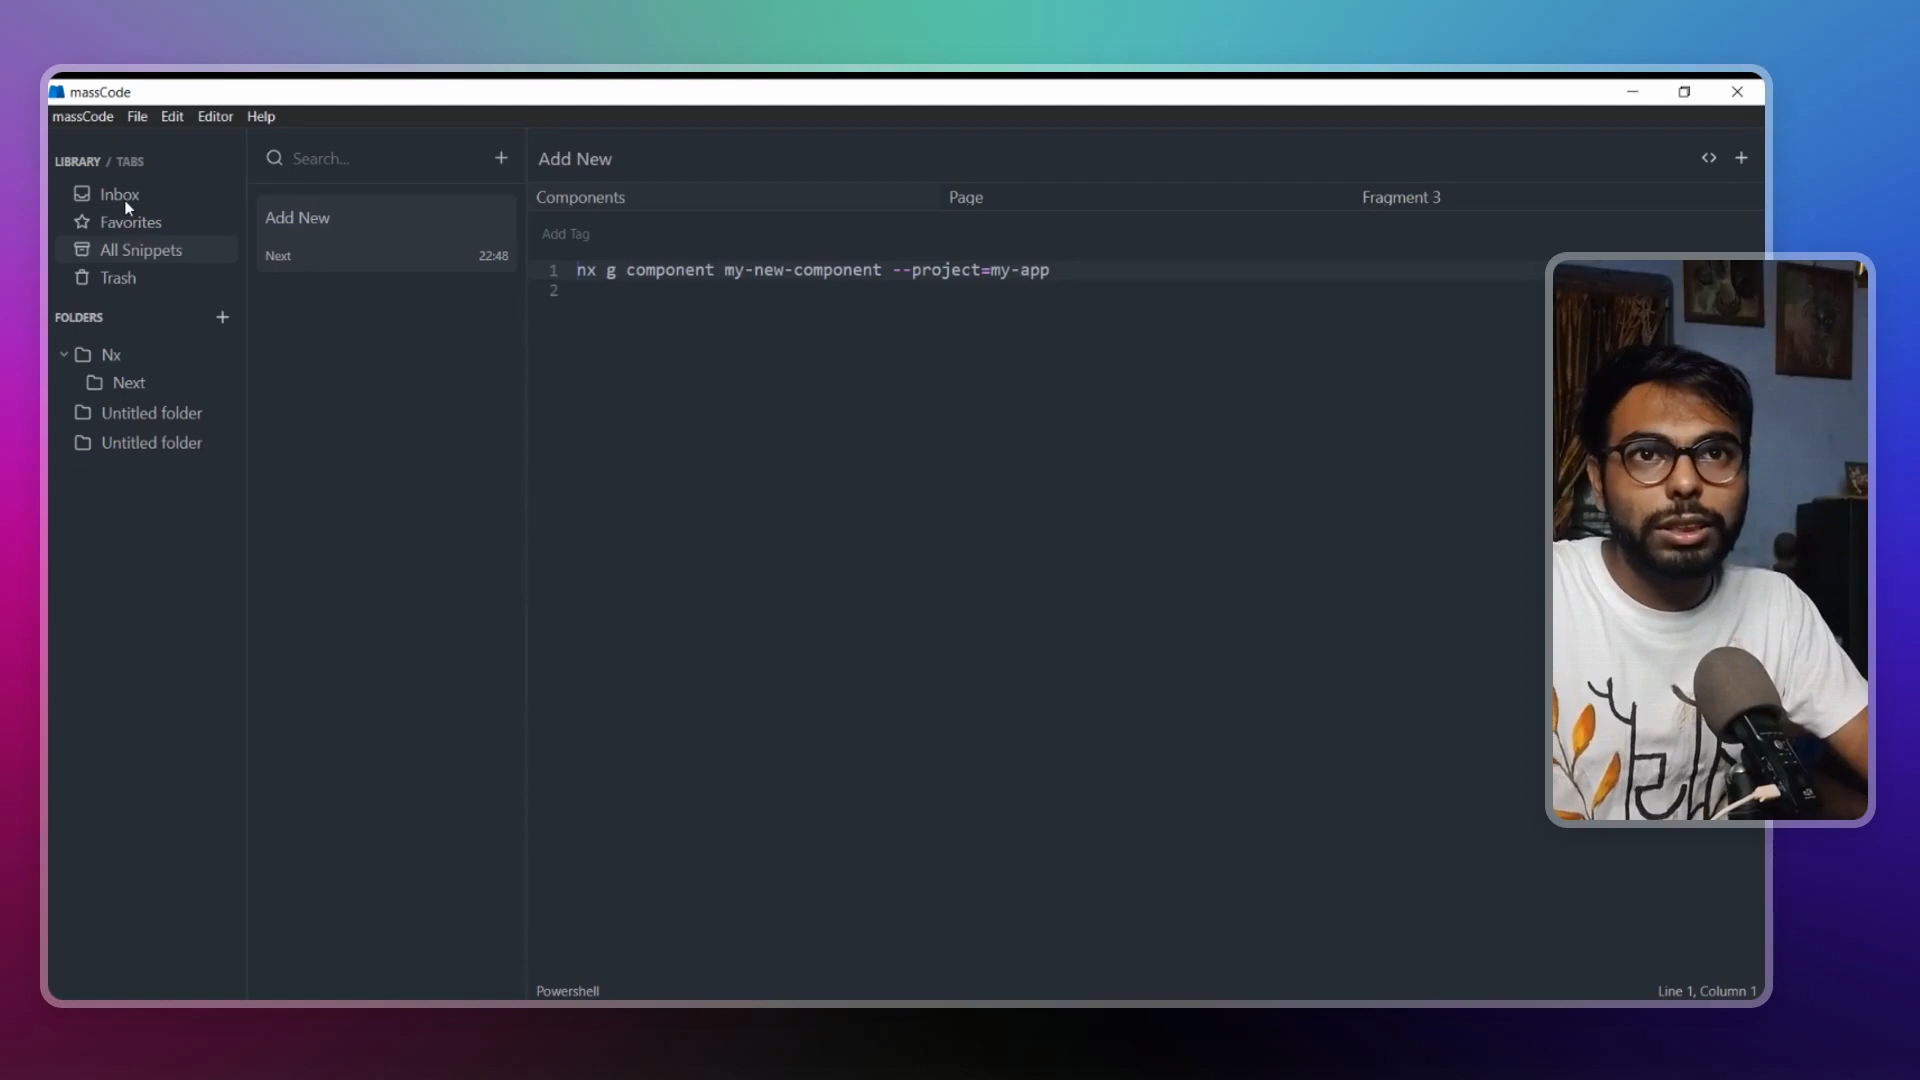 massCode
massCode File Edit Editor Help
LIBRARY / TABS
Inbox
Favorites
All Snippets
Trash
FOLDERS
Nx
Next
Untitled folder
Untitled folder
Search...
Add New
Next 22:48
Add New
Components Page Fragment 3
Add Tag
1 nx g component my-new-component --project=my-app
2
Powershell Line 1, Column 1